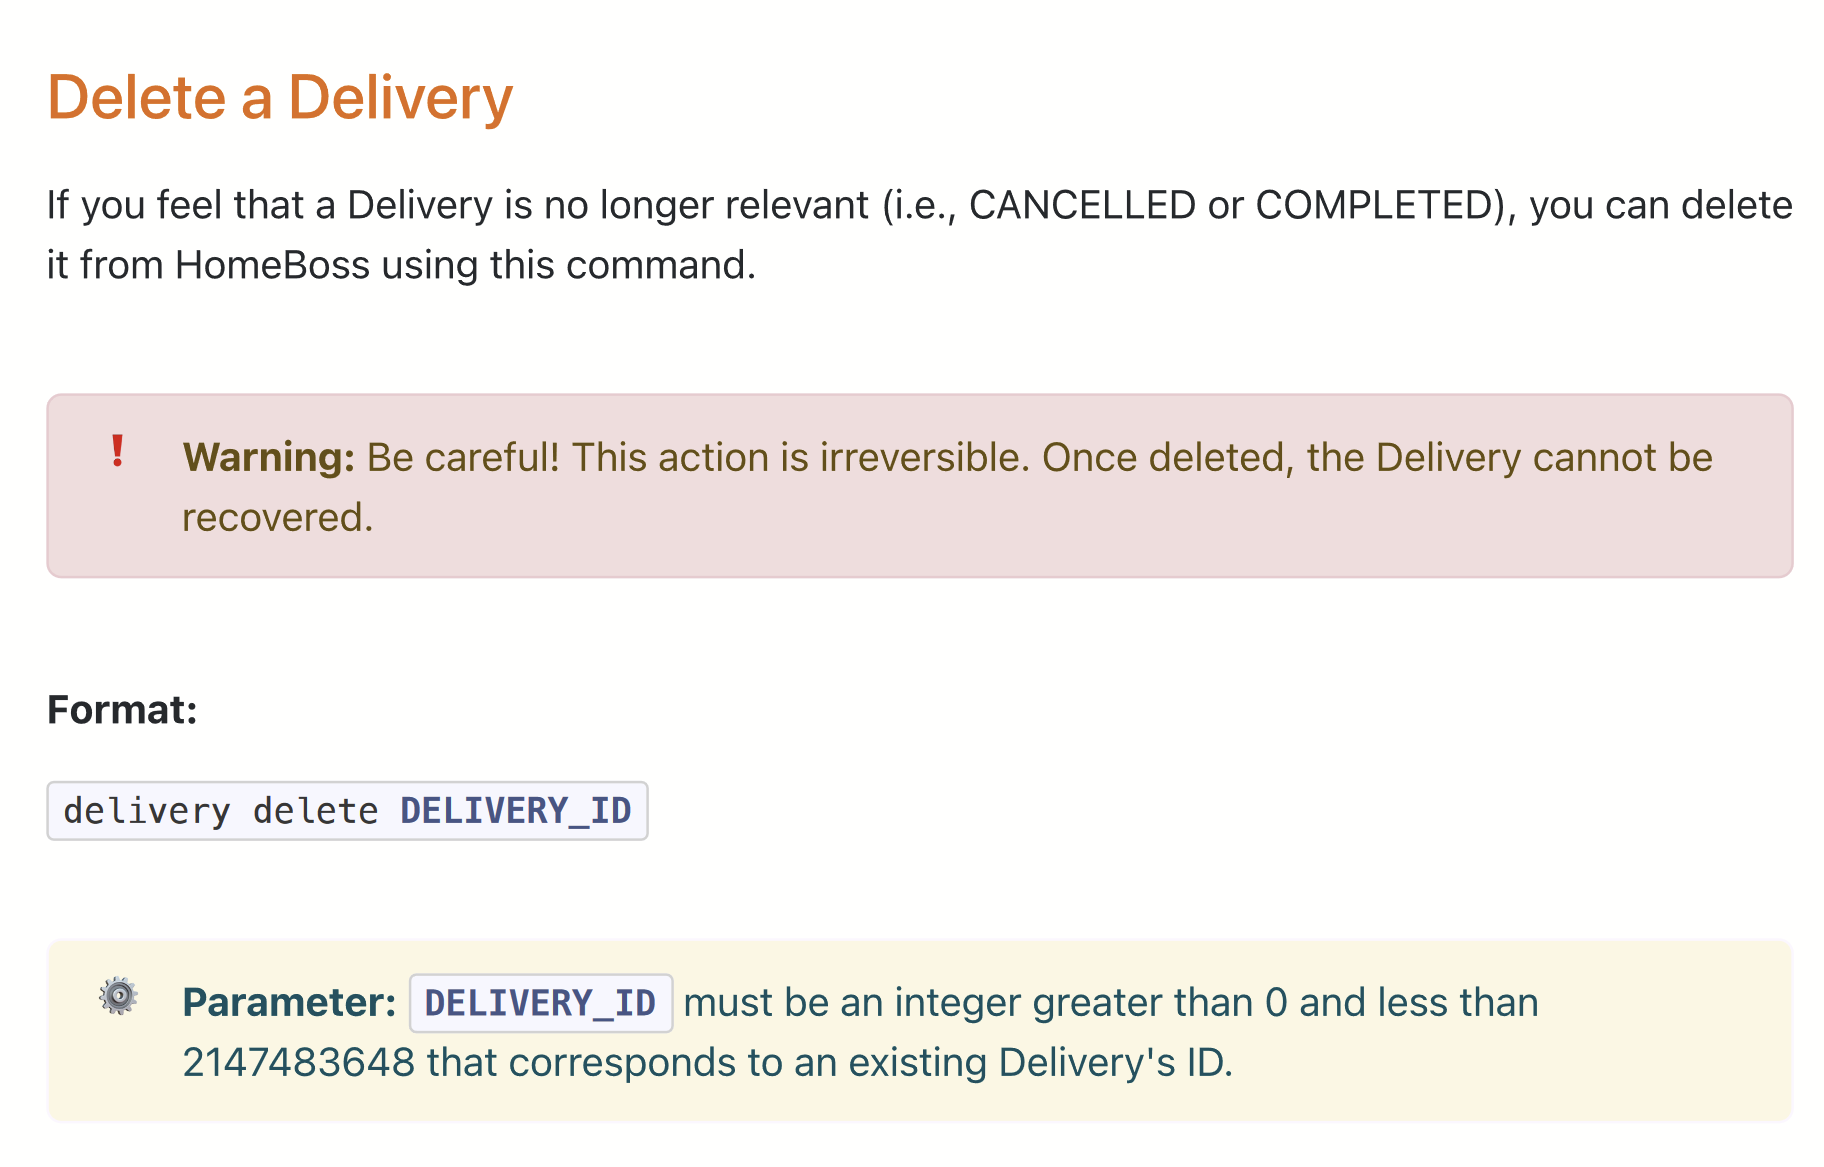 Delete a Delivery
If you feel that a Delivery is no longer relevant (i.e., CANCELLED or COMPLETED), you can delete
it from HomeBoss using this command.
Warning: Be careful! This action is irreversible. Once deleted, the Delivery cannot be
recovered.
Format:
delivery delete DELIVERY_ID
Parameter: DELIVERY_ID must be an integer greater than 0 and less than
2147483648 that corresponds to an existing Delivery's ID.